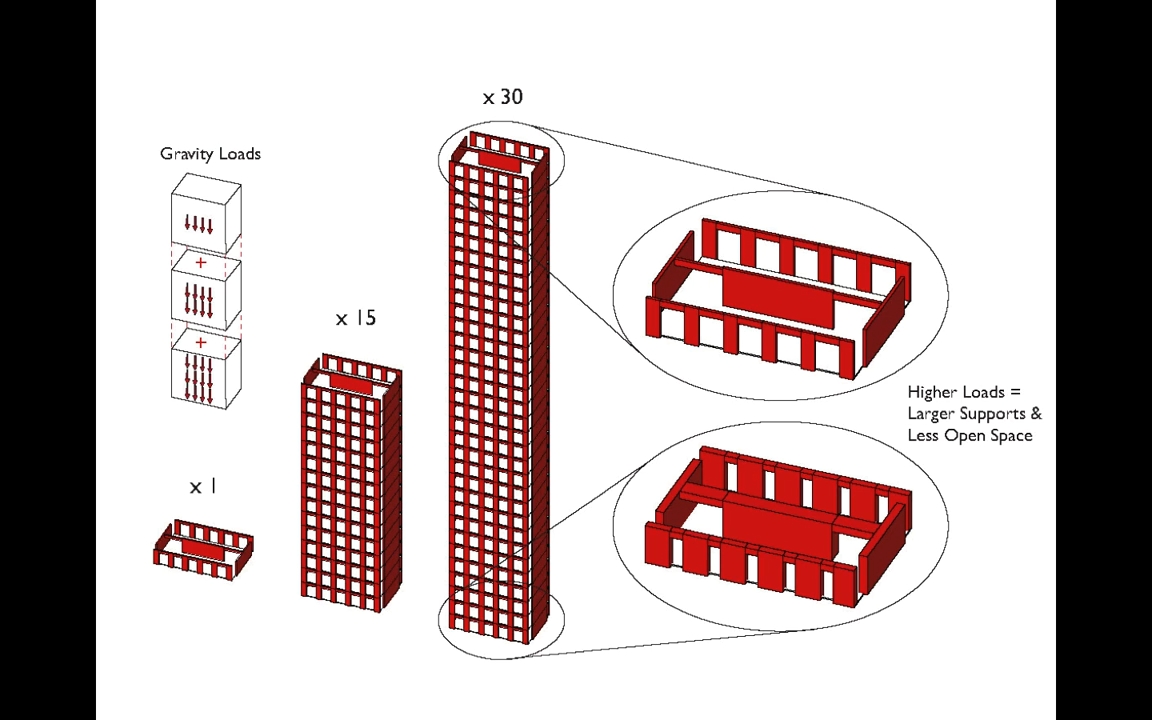 x 30
Gravity Loads
+
+
x 15
x 1
Higher Loads =
Larger Supports &
Less Open Space